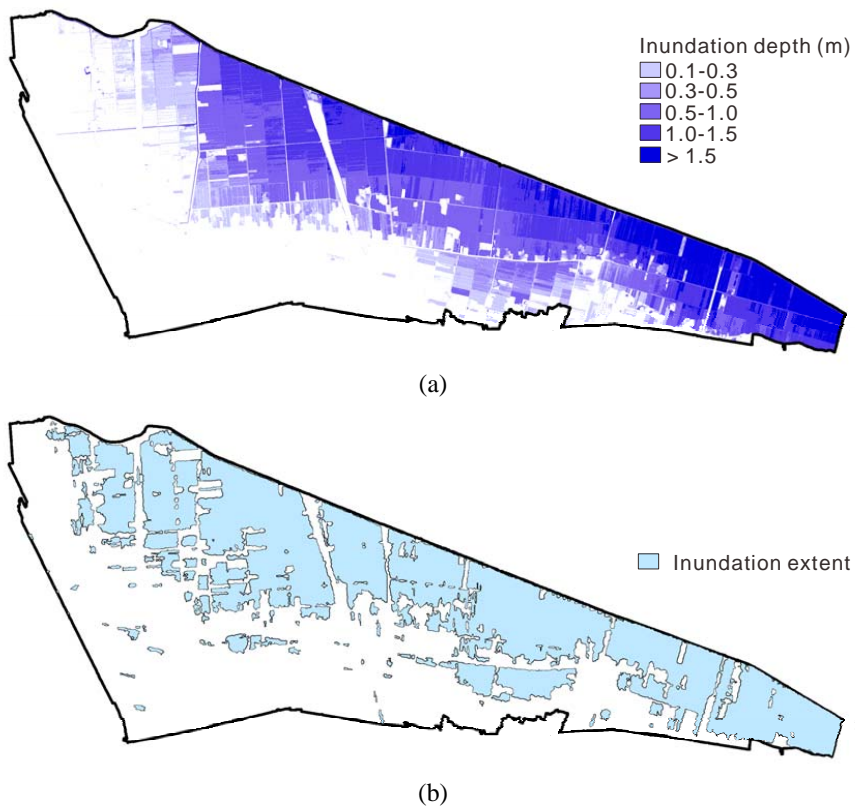 Inundation depth (m)
0.1-0.3
0.3-0.5
0.5-1.0
1.0-1.5
> 1.5
(a)
Inundation extent
(b)